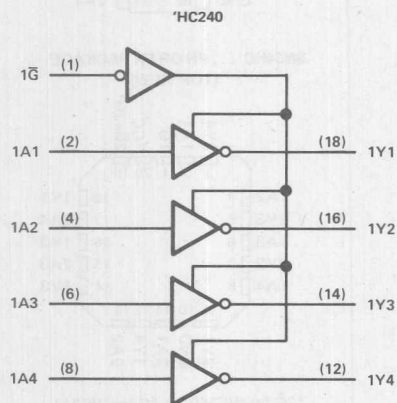 'HC240
1G̅ (1)
1A1 (2) (18) 1Y1
1A2 (4) (16) 1Y2
1A3 (6) (14) 1Y3
1A4 (8) (12) 1Y4